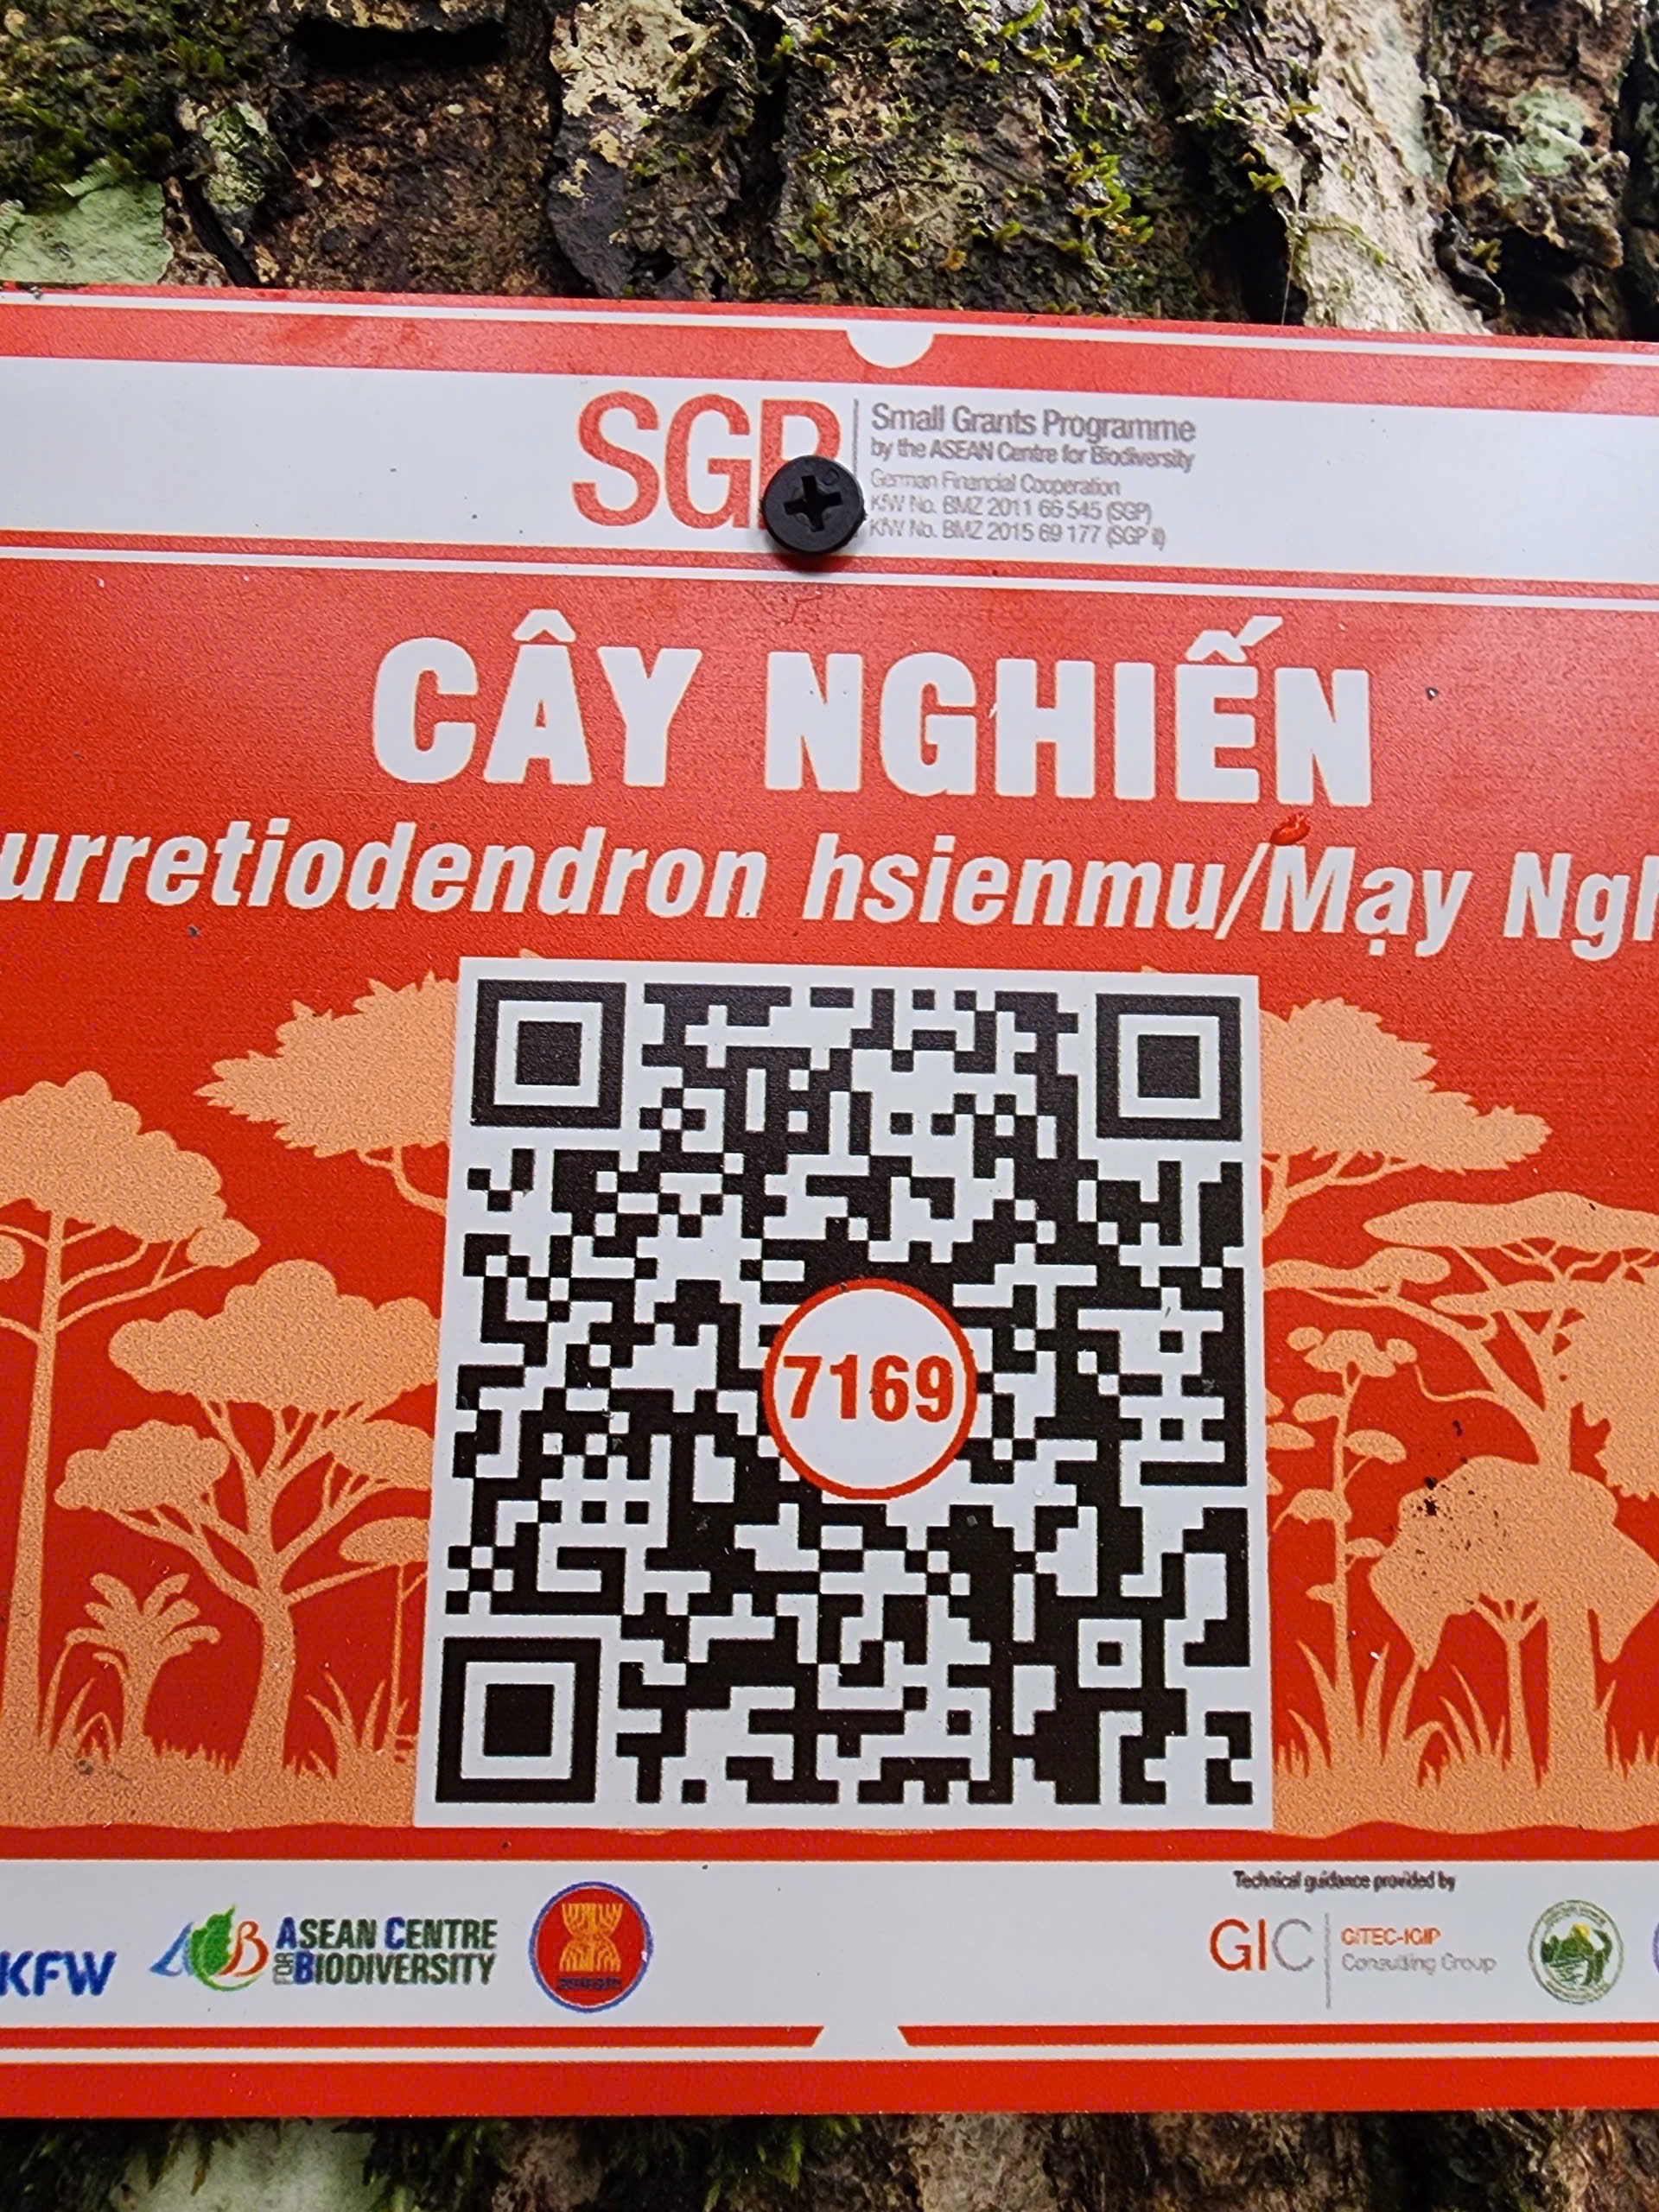 SGP
Small Grants Programme
by the ASEAN Centre for Biodiversity
German Financial Cooperation
KfW No. BMZ 2011 66 545 (SGP)
KfW No. BMZ 2015 69 177 (SGP II)
CÂY NGHIẾN
urretiodendron hsienmu/Mạy Ngh
7169
Technical guidance provided by
KFW
ACB
ASEAN CENTRE
FOR BIODIVERSITY
GIC
GITEC-IGIP
Consulting Group